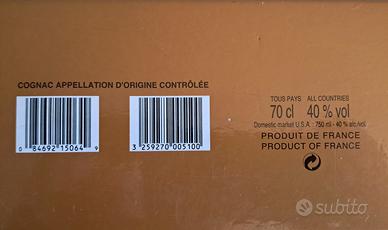 COGNAC APPELLATION D'ORIGINE CONTRÔLÉE
0 84692 15064 9
3 259270 005100
TOUS PAYS ALL COUNTRIES
70 cl 40 % vol
Domestic market U.S.A. : 750 ml - 40 % alc/vol
PRODUIT DE FRANCE
PRODUCT OF FRANCE
subito